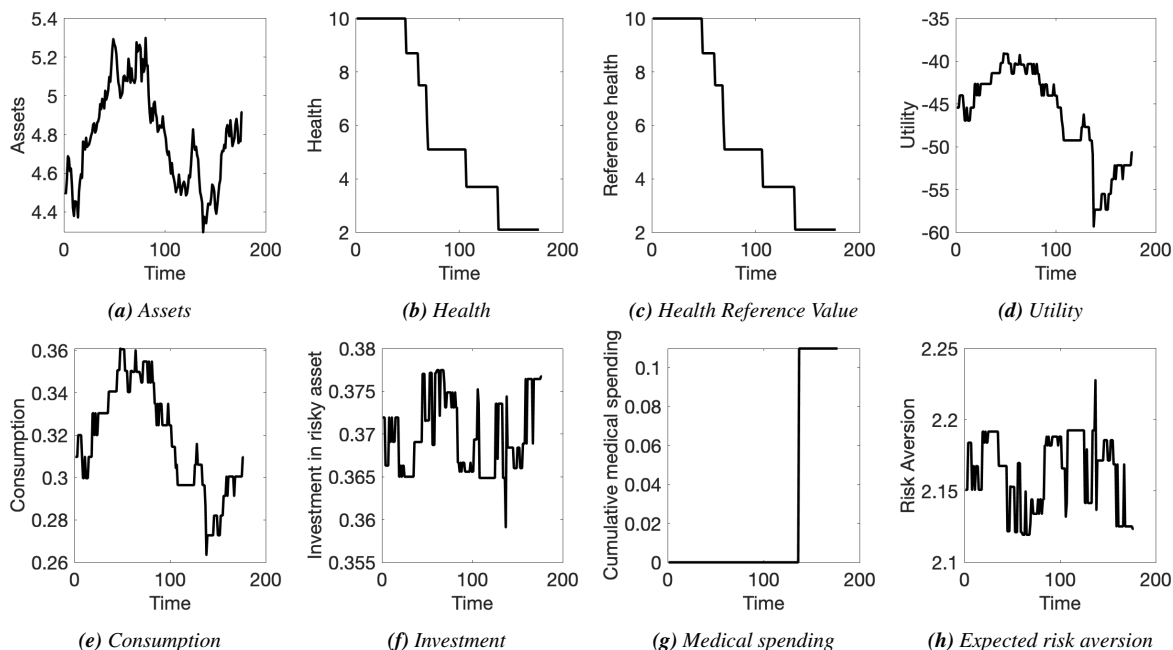 Assets
5.4
5.2
5
4.8
4.6
4.4
0 100 200
Time
(a) Assets
Health
10
8
6
4
2
0 100 200
Time
(b) Health
Reference health
10
8
6
4
2
0 100 200
Time
(c) Health Reference Value
Utility
-35
-40
-45
-50
-55
-60
0 100 200
Time
(d) Utility
Consumption
0.36
0.34
0.32
0.3
0.28
0.26
0 100 200
Time
(e) Consumption
Investment in risky asset
0.38
0.375
0.37
0.365
0.36
0.355
0 100 200
Time
(f) Investment
Cumulative medical spending
0.1
0.08
0.06
0.04
0.02
0
0 100 200
Time
(g) Medical spending
Risk Aversion
2.25
2.2
2.15
2.1
0 100 200
Time
(h) Expected risk aversion